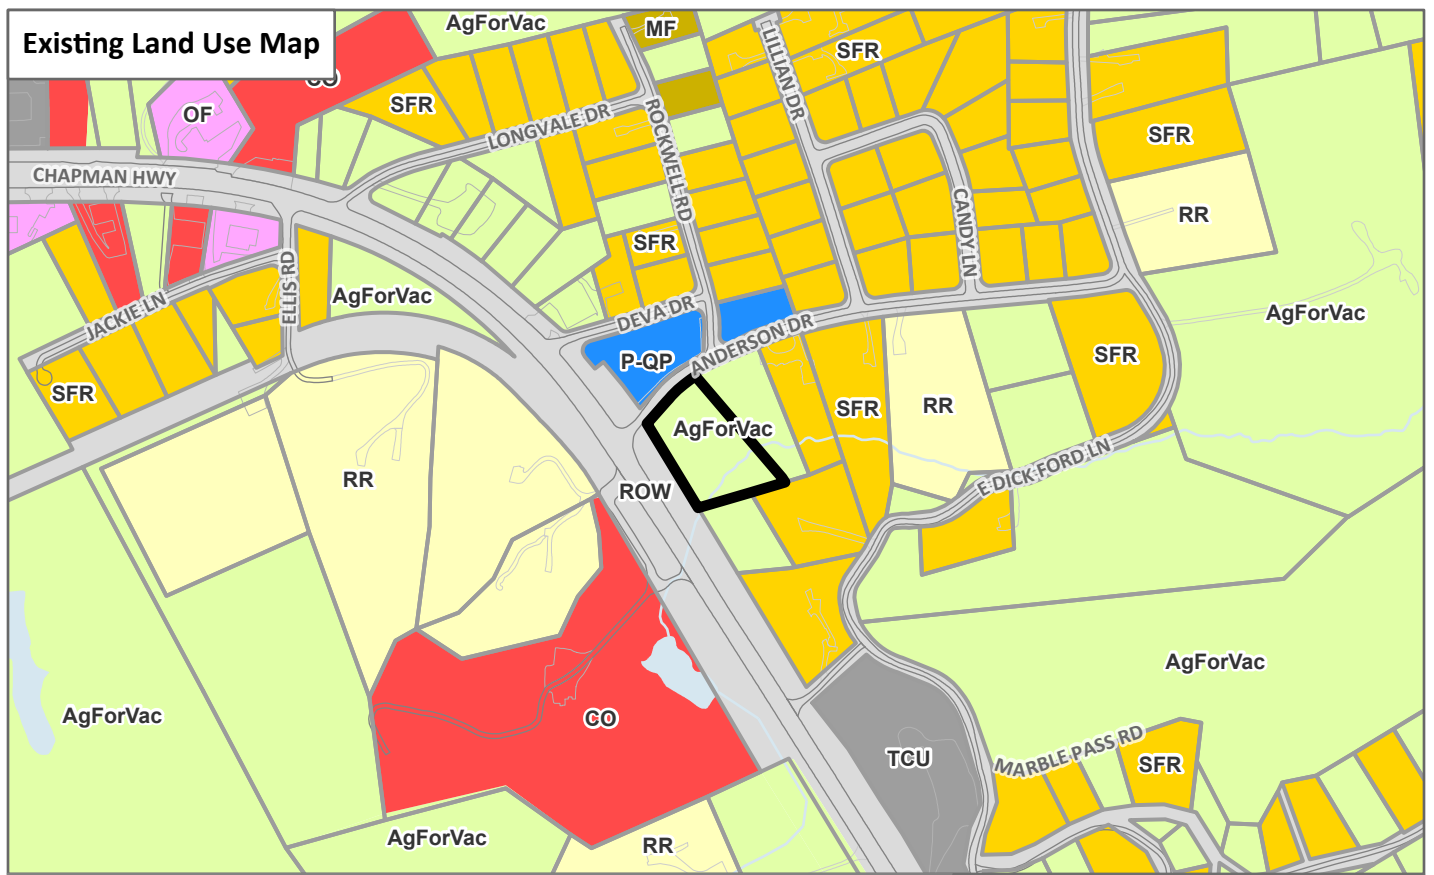 Existing Land Use Map
AgForVac
MF
CO
SFR
LILLIAN DR
OF
SFR
LONGVALE DR
ROCKWELL RD
SFR
CHAPMAN HWY
CANDY LN
RR
SFR
ELLIS RD
AgForVac
JACKIE LN
DEVA DR
ANDERSON DR
AgForVac
P-QP
SFR
SFR
RR
SFR
AgForVac
E DICK FORD LN
RR
ROW
AgForVac
AgForVac
CO
TCU
MARBLE PASS RD
SFR
AgForVac
RR